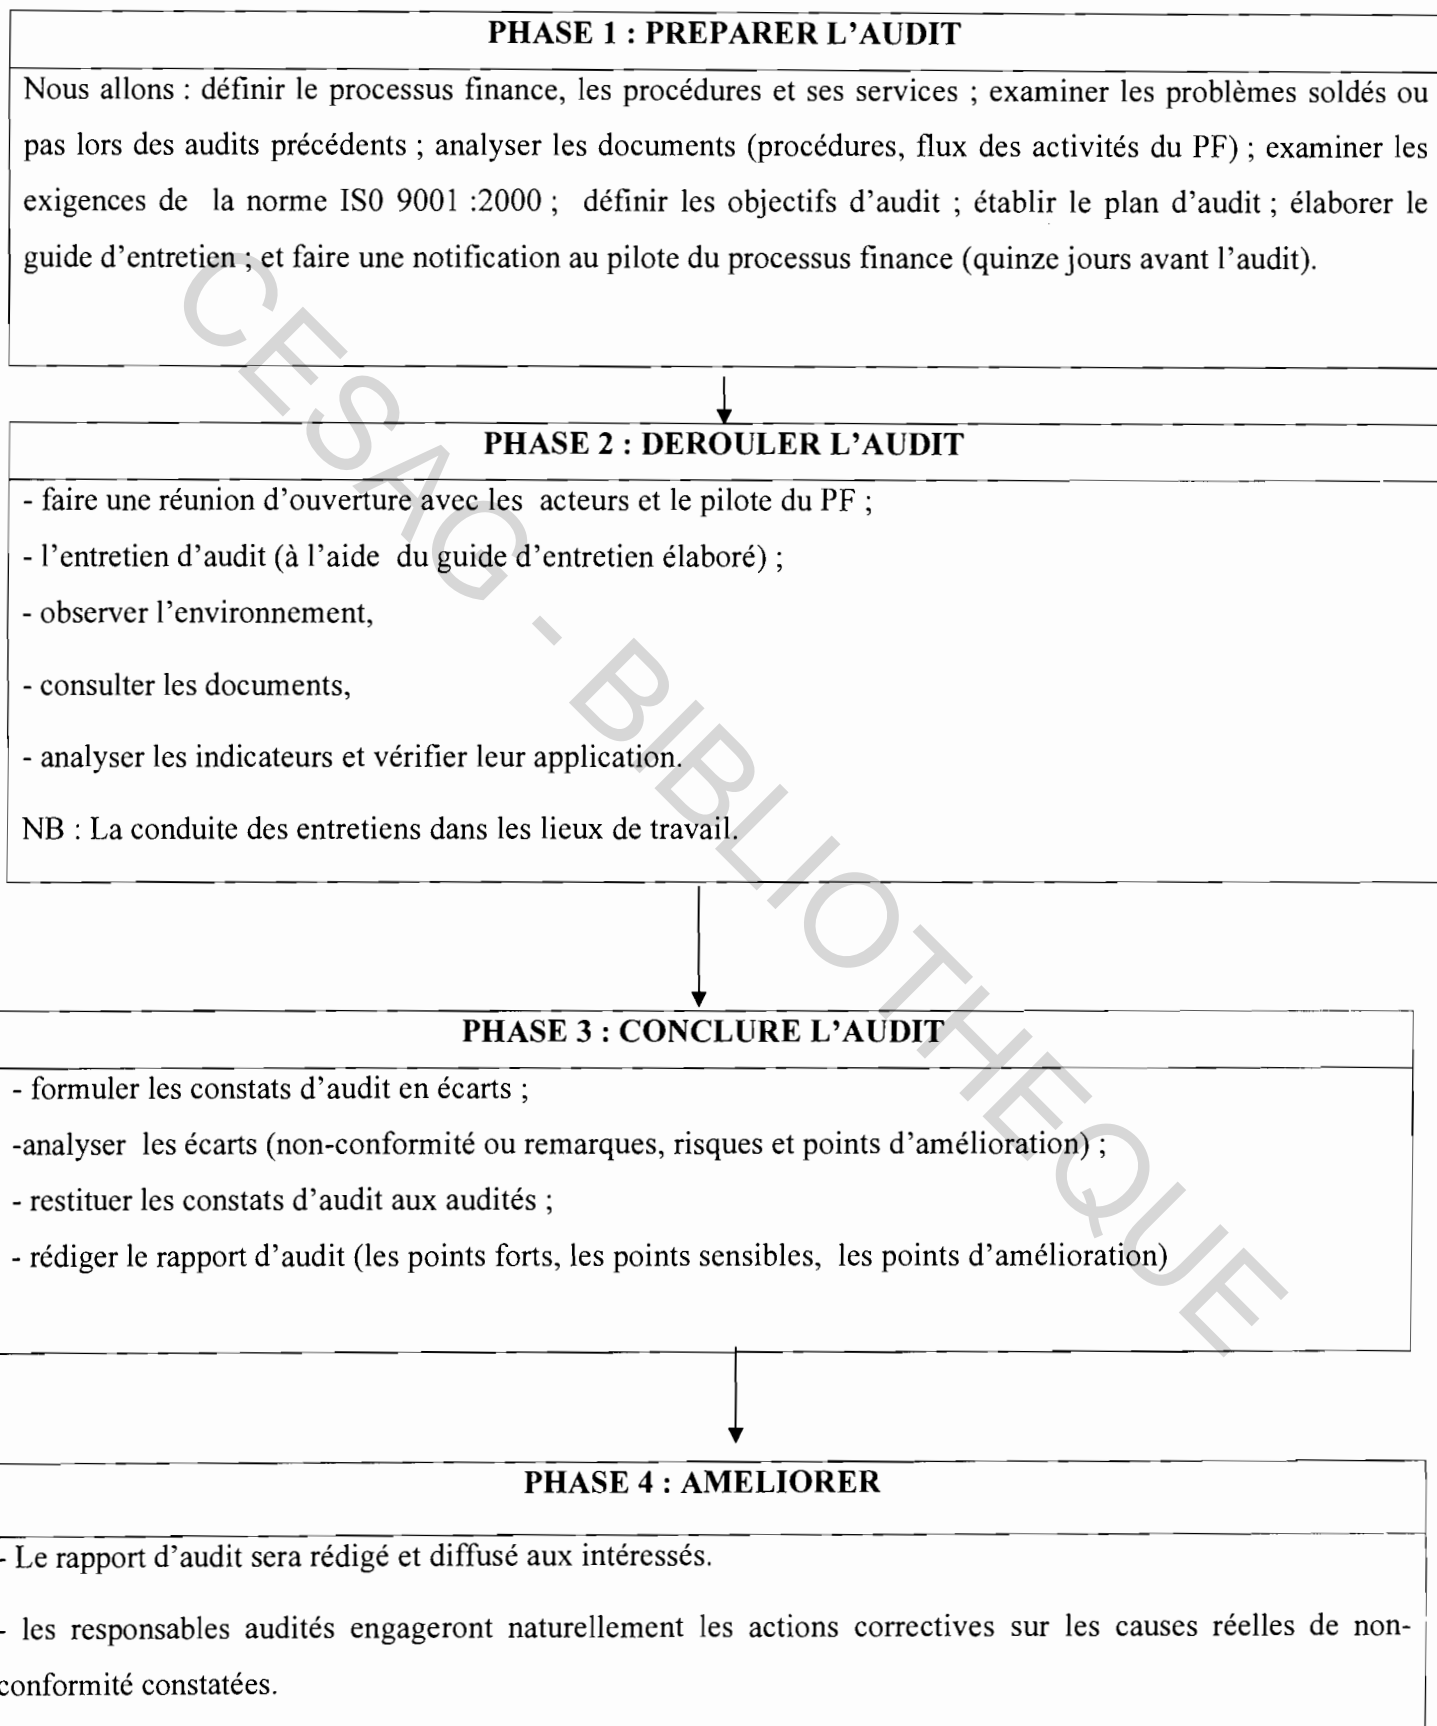 PHASE 1 : PREPARER L’AUDIT
Nous allons : définir le processus finance, les procédures et ses services ; examiner les problèmes soldés ou
pas lors des audits précédents ; analyser les documents (procédures, flux des activités du PF) ; examiner les
exigences de la norme IS0 9001 :2000 ; définir les objectifs d’audit ; établir le plan d’audit ; élaborer le
guide d’entretien ; et faire une notification au pilote du processus finance (quinze jours avant l’audit).
PHASE 2 : DEROULER L’AUDIT
- faire une réunion d’ouverture avec les acteurs et le pilote du PF ;
- l’entretien d’audit (à l’aide du guide d’entretien élaboré) ;
- observer l’environnement,
- consulter les documents,
- analyser les indicateurs et vérifier leur application.
NB : La conduite des entretiens dans les lieux de travail.
PHASE 3 : CONCLURE L’AUDIT
- formuler les constats d’audit en écarts ;
-analyser les écarts (non-conformité ou remarques, risques et points d’amélioration) ;
- restituer les constats d’audit aux audités ;
- rédiger le rapport d’audit (les points forts, les points sensibles, les points d’amélioration)
PHASE 4 : AMELIORER
- Le rapport d’audit sera rédigé et diffusé aux intéressés.
- les responsables audités engageront naturellement les actions correctives sur les causes réelles de non-
conformité constatées.
CESAG - BIBLIOTHEQUE